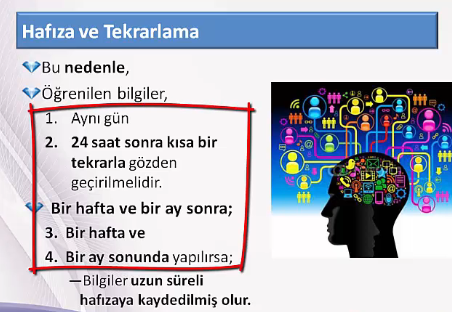 Hafıza ve Tekrarlama
Bu nedenle,
Öğrenilen bilgiler,
1. Aynı gün
2. 24 saat sonra kısa bir
tekrarla gözden
geçirilmelidir.
Bir hafta ve bir ay sonra;
3. Bir hafta ve
4. Bir ay sonunda yapılırsa;
—Bilgiler uzun süreli
hafızaya kaydedilmiş olur.